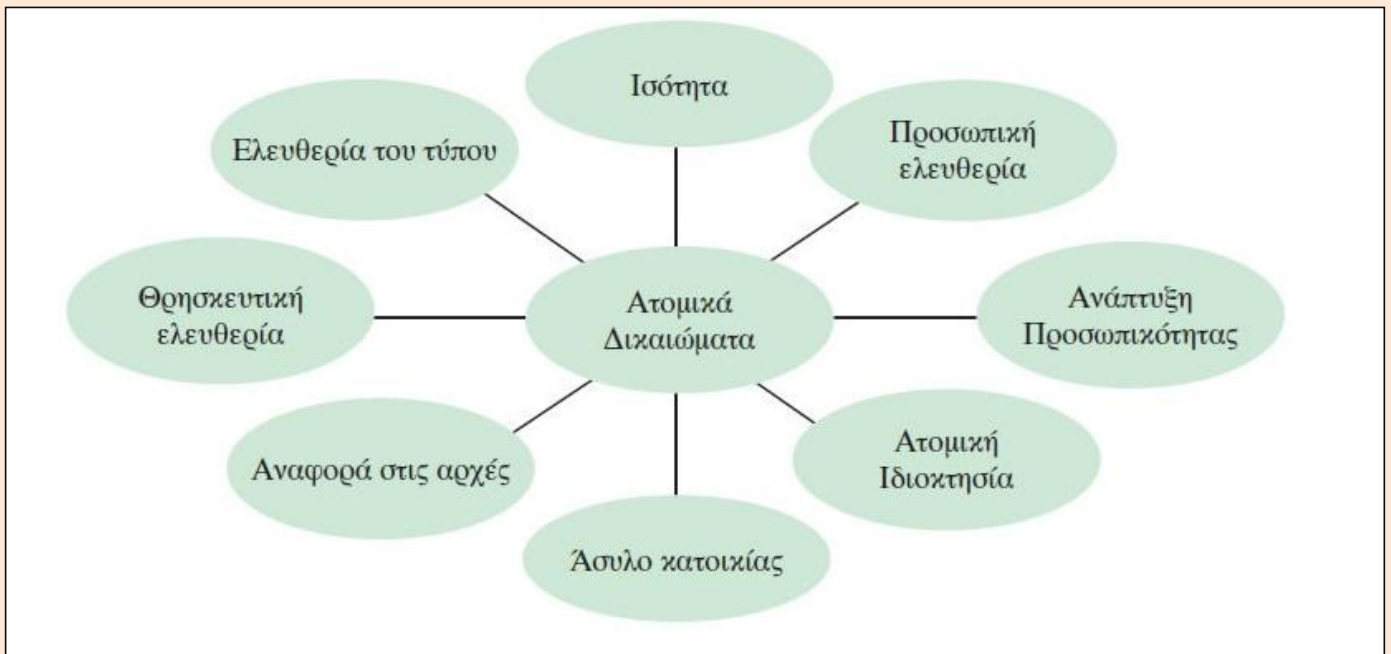 Ισότητα
Προσωπική
ελευθερία
Ελευθερία του τύπου
Θρησκευτική
ελευθερία
Ατομικά
Δικαιώματα
Ανάπτυξη
Προσωπικότητας
Αναφορά στις αρχές
Ατομική
Ιδιοκτησία
Άσυλο κατοικίας